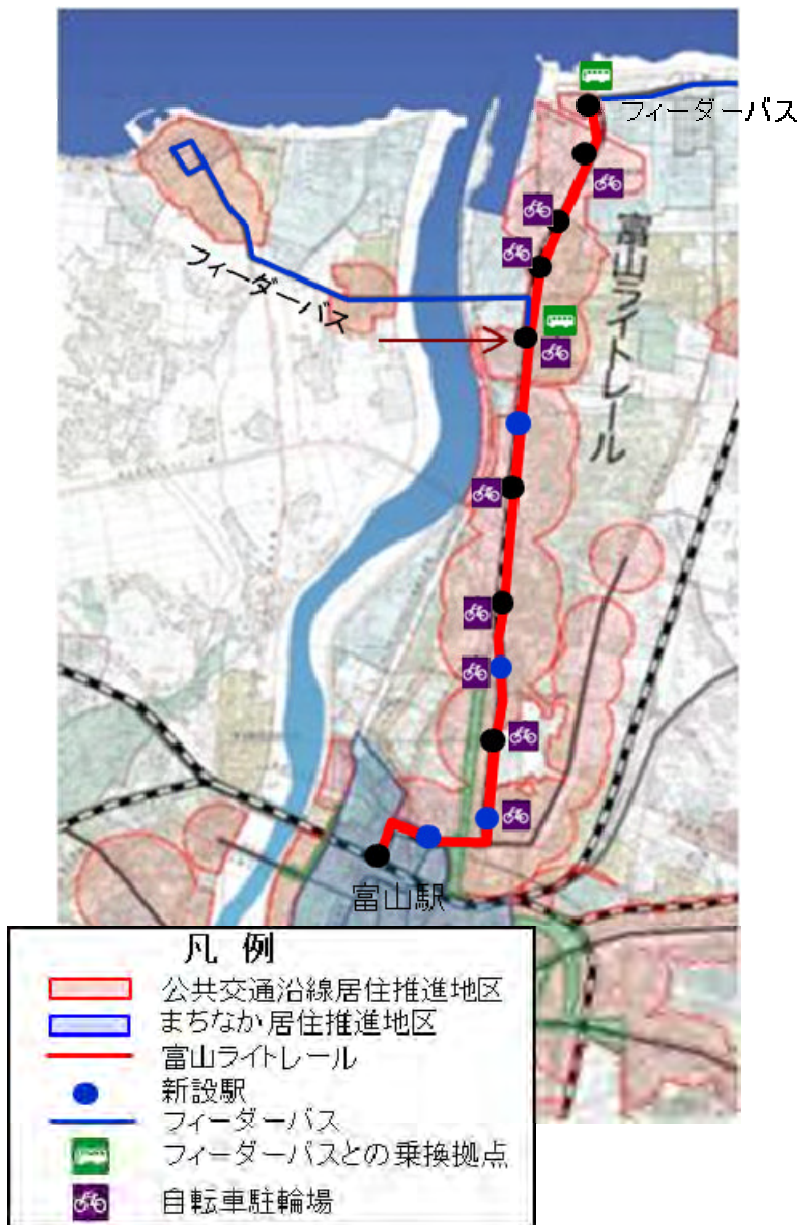 フィーダーバス
フィーダーバス
富山ライトレール
富山駅
凡 例
公共交通沿線居住推進地区
まちなか居住推進地区
富山ライトレール
新設駅
フィーダーバス
フィーダーバスとの乗換拠点
自転車駐輪場